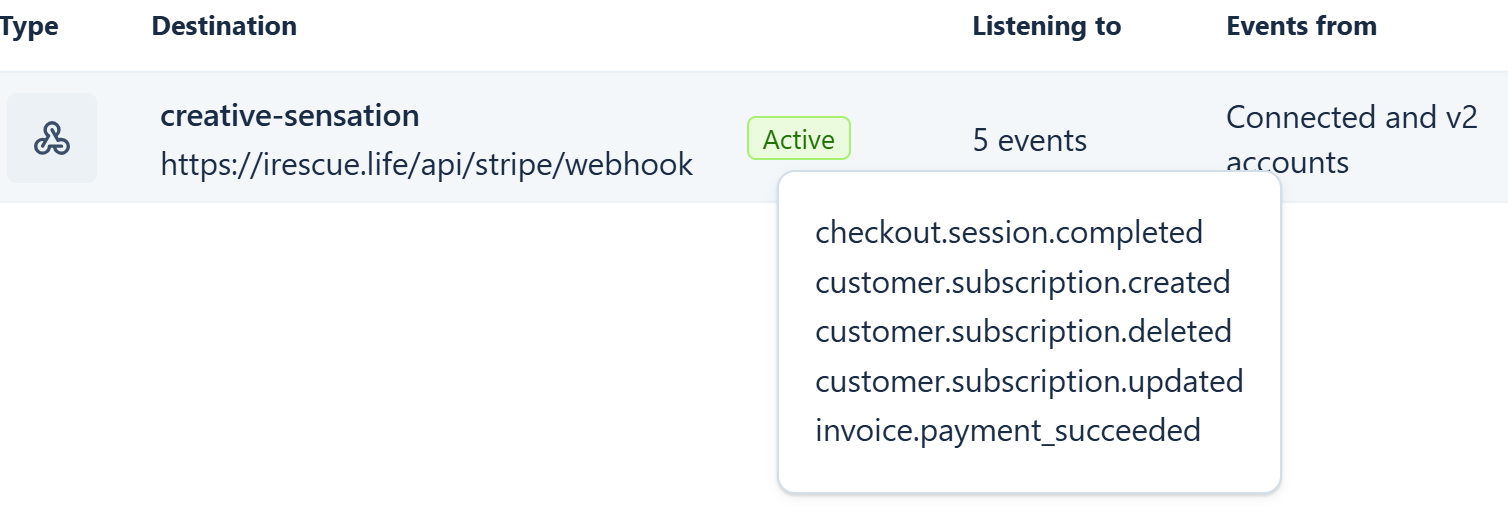 Type Destination Listening to Events from
creative-sensation
https://irescue.life/api/stripe/webhook
Active
5 events
Connected and v2
accounts
checkout.session.completed
customer.subscription.created
customer.subscription.deleted
customer.subscription.updated
invoice.payment_succeeded